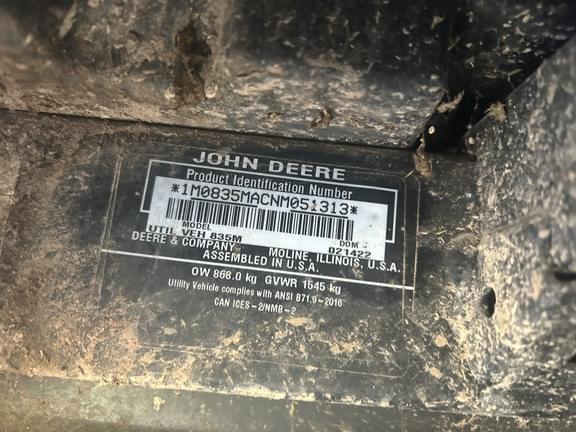 JOHN DEERE
Product Identification Number
*1M0835MACNM051313*
MODEL
UTIL VEH 835M
DOM
021422
DEERE & COMPANY
MOLINE, ILLINOIS, U.S.A.
ASSEMBLED IN U.S.A.
OW 868.0 kg GVWR 1545 kg
Utility Vehicle complies with ANSI B71.9-2016
CAN ICES-2/NMB-2